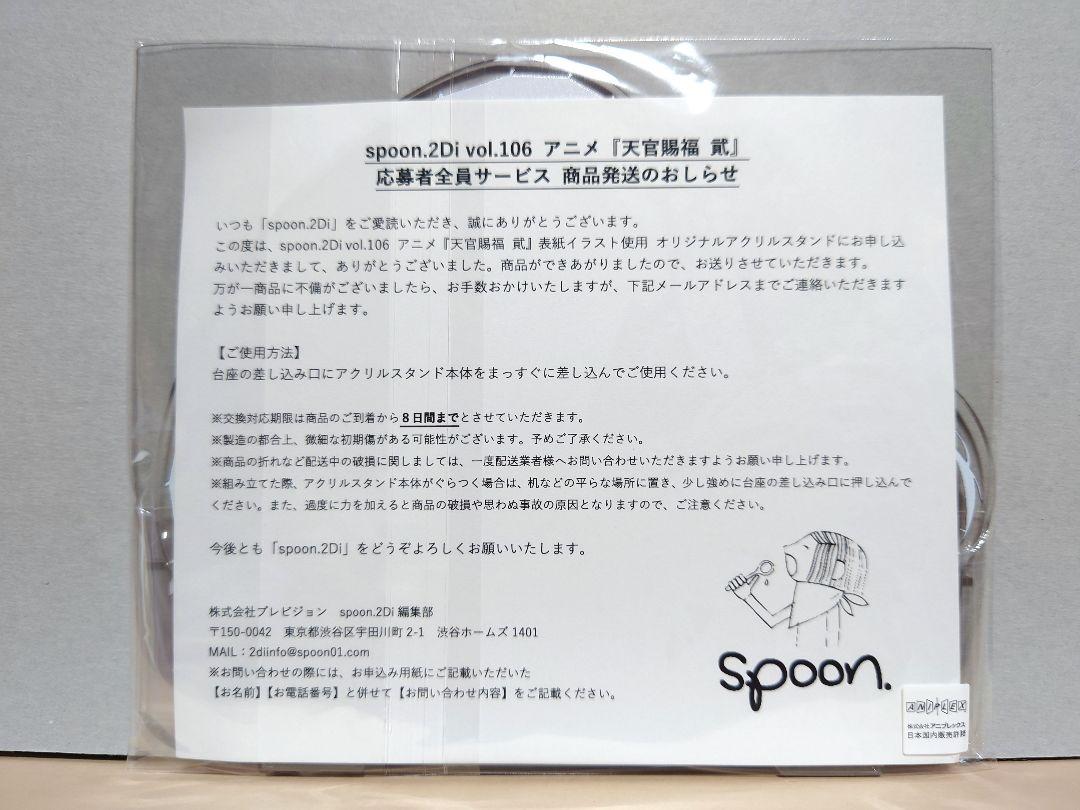 spoon.2Di vol.106 アニメ『天官賜福 貮』
応募者全員サービス 商品発送のおしらせ
いつも「spoon.2Di」をご愛読いただき、誠にありがとうございます。
この度は、spoon.2Di vol.106 アニメ『天官賜福 貮』表紙イラスト使用 オリジナルアクリルスタンドにお申し込
みいただきまして、ありがとうございました。商品ができあがりましたので、お送りさせていただきます。
万が一商品に不備がございましたら、お手数おかけいたしますが、下記メールアドレスまでご連絡いただきます
ようお願い申し上げます。
【ご使用方法】
台座の差し込み口にアクリルスタンド本体をまっすぐに差し込んでご使用ください。
※交換対応期限は商品のご到着から８日間までとさせていただきます。
※製造の都合上、微細な初期傷がある可能性がございます。予めご了承ください。
※商品の折れなど配送中の破損に関しましては、一度配送業者様へお問い合わせいただきますようお願い申し上げます。
※組み立てた際、アクリルスタンド本体がぐらつく場合は、机などの平らな場所に置き、少し強めに台座の差し込み口に押し込んで
ください。また、過度に力を加えると商品の破損や思わぬ事故の原因となりますので、ご注意ください。
今後とも「spoon.2Di」をどうぞよろしくお願いいたします。
株式会社プレビジョン spoon.2Di 編集部
〒150-0042 東京都渋谷区宇田川町 2-1 渋谷ホームズ 1401
MAIL：2diinfo@spoon01.com
※お問い合わせの際には、お申込み用紙にご記載いただいた
【お名前】【お電話番号】と併せて【お問い合わせ内容】をご記載ください。
spoon.
ANIPLEX
株式会社アニプレックス
日本国内販売許諾